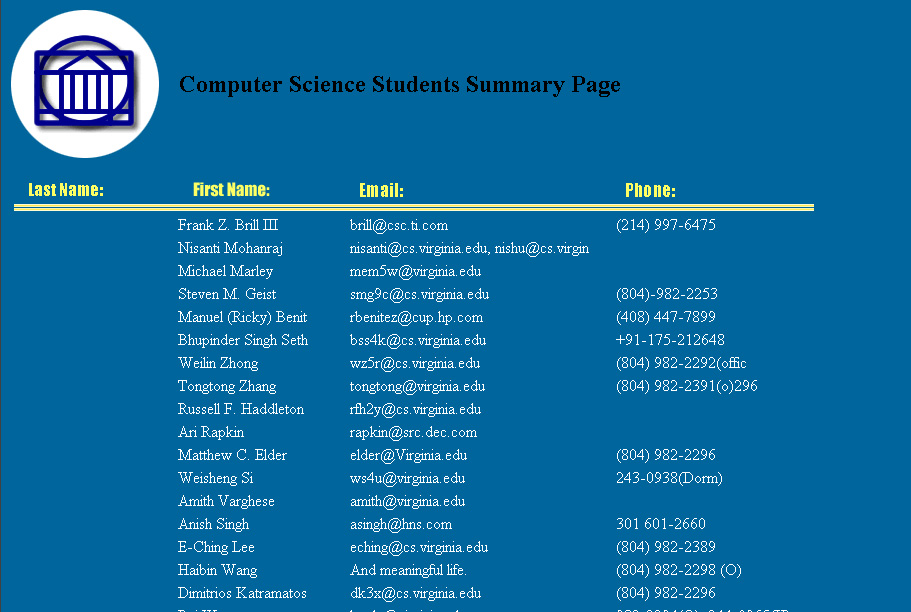 Computer Science Students Summary Page
Last Name: First Name: Email: Phone:
Frank Z. Brill III brill@csc.ti.com (214) 997-6475
Nisanti Mohanraj nisanti@cs.virginia.edu, nishu@cs.virgin
Michael Marley mem5w@virginia.edu
Steven M. Geist smg9c@cs.virginia.edu (804)-982-2253
Manuel (Ricky) Benit rbenitez@cup.hp.com (408) 447-7899
Bhupinder Singh Seth bss4k@cs.virginia.edu +91-175-212648
Weilin Zhong wz5r@cs.virginia.edu (804) 982-2292(offic
Tongtong Zhang tongtong@virginia.edu (804) 982-2391(o)296
Russell F. Haddleton rfh2y@cs.virginia.edu
Ari Rapkin rapkin@src.dec.com
Matthew C. Elder elder@Virginia.edu (804) 982-2296
Weisheng Si ws4u@virginia.edu 243-0938(Dorm)
Amith Varghese amith@virginia.edu
Anish Singh asingh@hns.com 301 601-2660
E-Ching Lee eching@cs.virginia.edu (804) 982-2389
Haibin Wang And meaningful life. (804) 982-2298 (O)
Dimitrios Katramatos dk3x@cs.virginia.edu (804) 982-2296